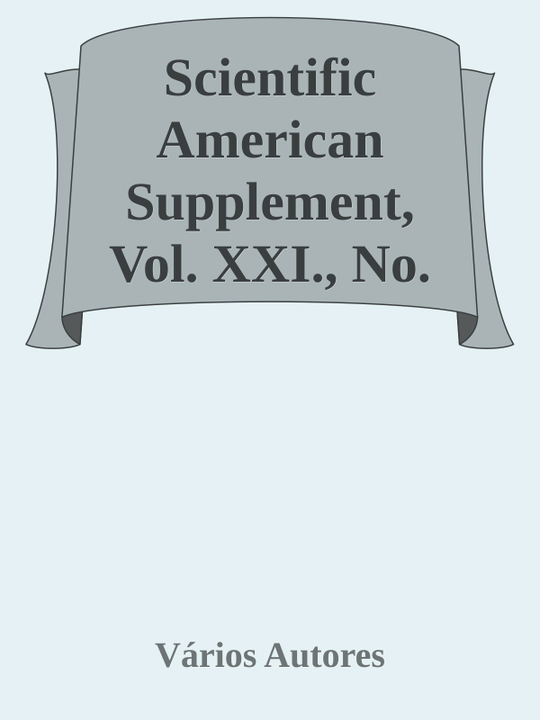 Scientific
American
Supplement,
Vol. XXI., No.
Vários Autores